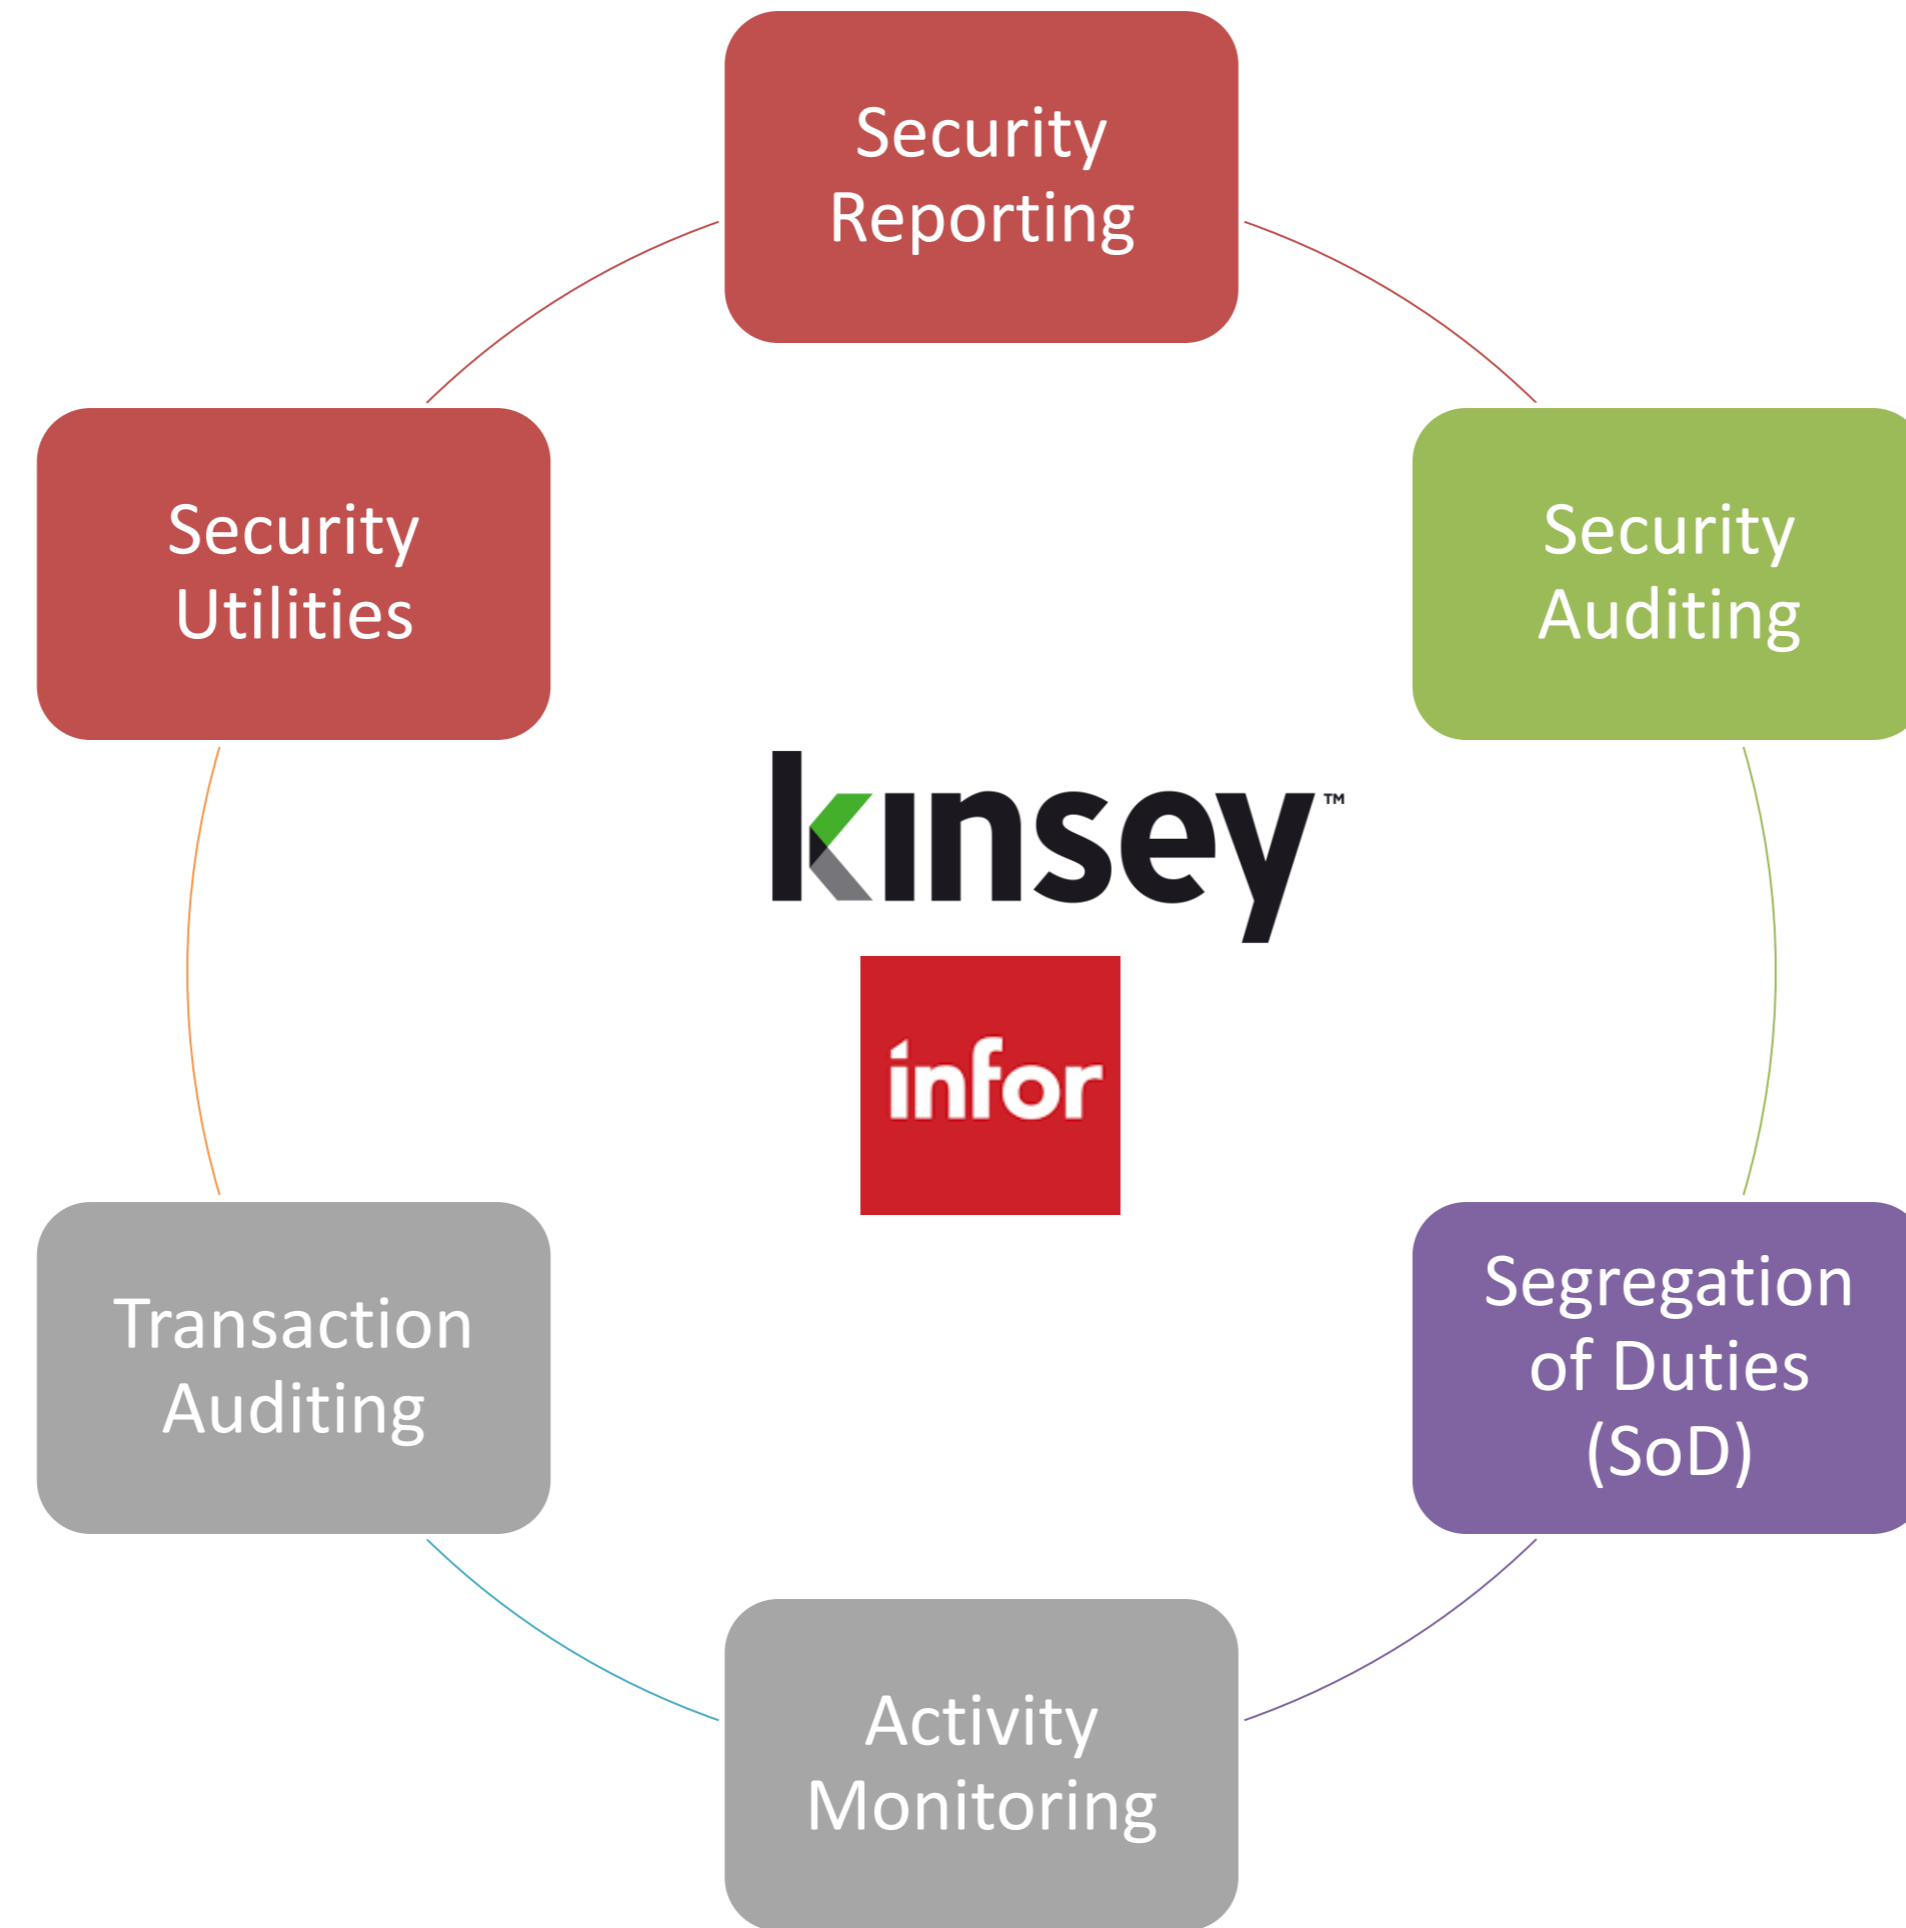 Security
Reporting
Security
Utilities
Security
Auditing
kinsey™
infor
Transaction
Auditing
Segregation
of Duties
(SoD)
Activity
Monitoring